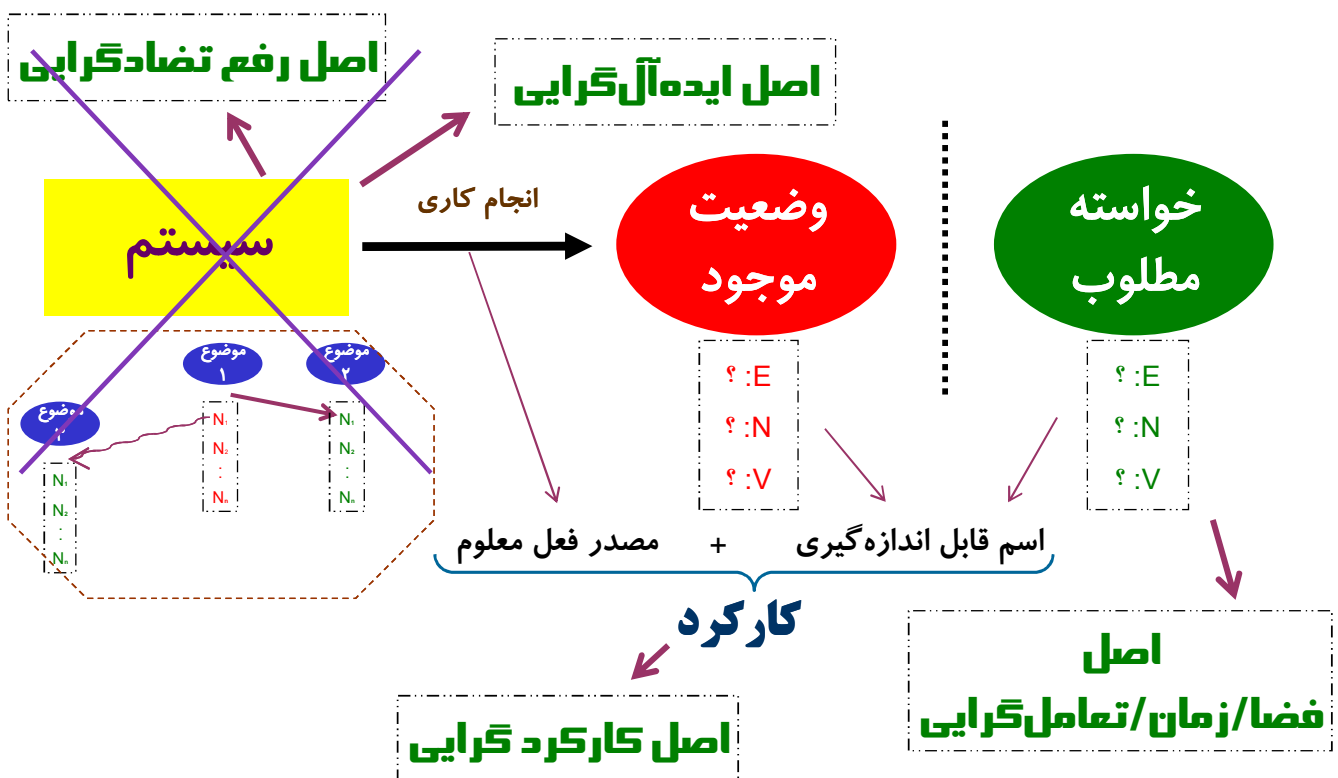 اصل رفع تضادگرایی
اصل ایده‌آل‌گرایی
سیستم
انجام کاری
وضعیت
موجود
خواسته
مطلوب
موضوع
۱
موضوع
۲
موضوع
۳
N₁
N₂
:
Nₙ
N₁
N₂
:
Nₙ
N₁
N₂
:
Nₙ
E: ؟
N: ؟
V: ؟
E: ؟
N: ؟
V: ؟
اسم قابل اندازه‌گیری + مصدر فعل معلوم
کارکرد
اصل کارکرد گرایی
اصل
فضا/زمان/تعامل‌گرایی